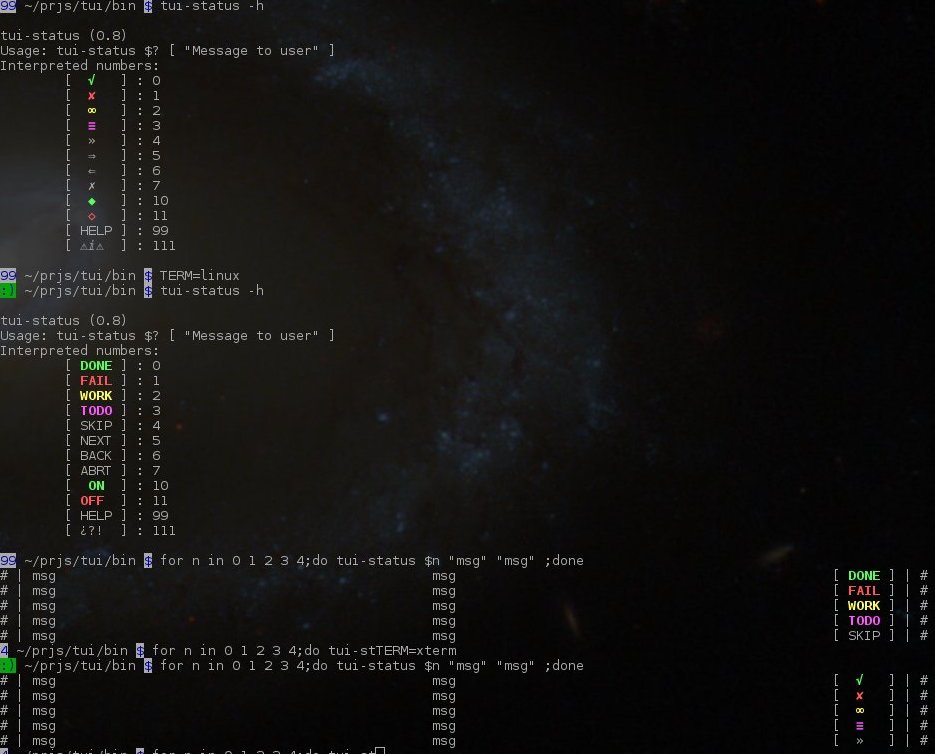 99 ~/prjs/tui/bin $ tui-status -h
tui-status (0.8)
Usage: tui-status $? [ "Message to user" ]
Interpreted numbers:
[ √ ] : 0
[ ✘ ] : 1
[ ∞ ] : 2
[ ≡ ] : 3
[ » ] : 4
[ ⇒ ] : 5
[ ⇐ ] : 6
[ ✗ ] : 7
[ ◆ ] : 10
[ ◇ ] : 11
[ HELP ] : 99
[ ⚠i⚠ ] : 111
99 ~/prjs/tui/bin $ TERM=linux
:) ~/prjs/tui/bin $ tui-status -h
tui-status (0.8)
Usage: tui-status $? [ "Message to user" ]
Interpreted numbers:
[ DONE ] : 0
[ FAIL ] : 1
[ WORK ] : 2
[ TODO ] : 3
[ SKIP ] : 4
[ NEXT ] : 5
[ BACK ] : 6
[ ABRT ] : 7
[ ON ] : 10
[ OFF ] : 11
[ HELP ] : 99
[ ¿?! ] : 111
99 ~/prjs/tui/bin $ for n in 0 1 2 3 4;do tui-status $n "msg" "msg" ;done
# | msg msg [ DONE ] | #
# | msg msg [ FAIL ] | #
# | msg msg [ WORK ] | #
# | msg msg [ TODO ] | #
# | msg msg [ SKIP ] | #
4 ~/prjs/tui/bin $ for n in 0 1 2 3 4;do tui-stTERM=xterm
:) ~/prjs/tui/bin $ for n in 0 1 2 3 4;do tui-status $n "msg" "msg" ;done
# | msg msg [ √ ] | #
# | msg msg [ ✘ ] | #
# | msg msg [ ∞ ] | #
# | msg msg [ ≡ ] | #
# | msg msg [ » ] | #
4 ~/prjs/tui/bin $ for n in 0 1 2 3 4;do tui-st